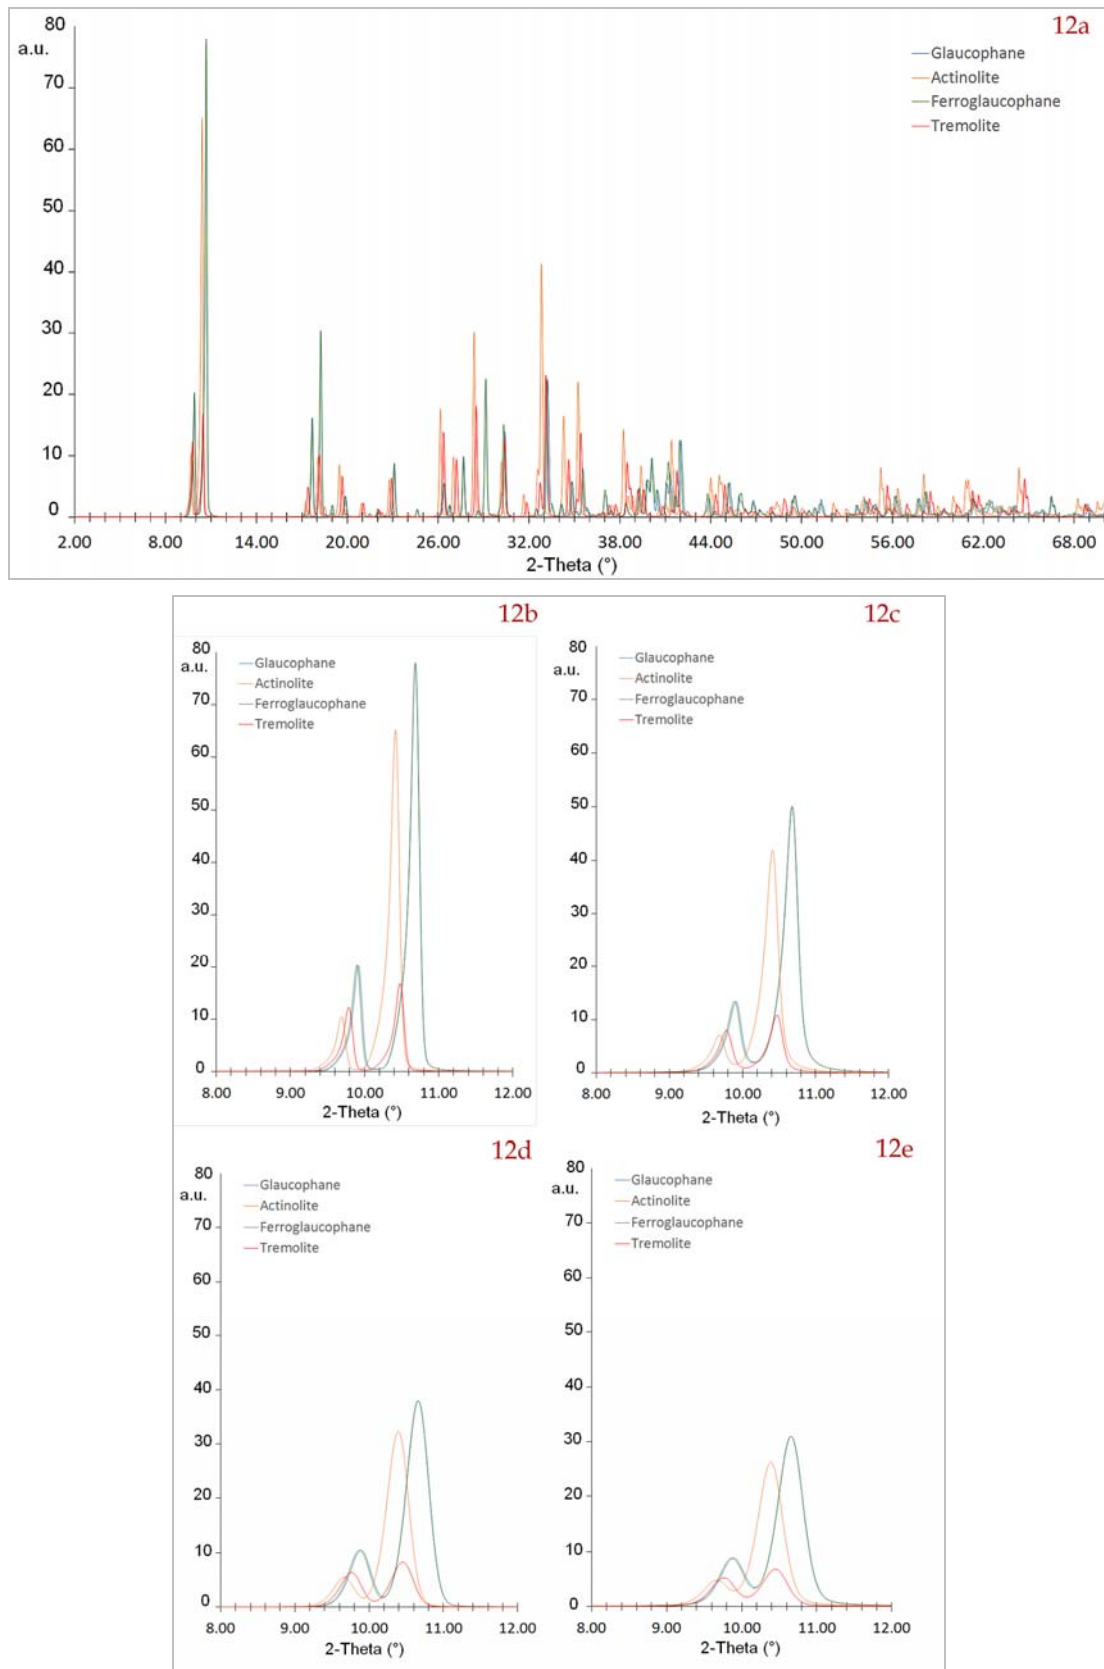 12a
80
a.u.
Glaucophane
70
Actinolite
Ferroglaucophane
60
Tremolite
50
40
30
20
10
0
2.00 8.00 14.00 20.00 26.00 32.00 38.00 44.00 50.00 56.00 62.00 68.00
2-Theta (°)
12b
80
a.u.
Glaucophane
Actinolite
70
Ferroglaucophane
Tremolite
60
50
40
30
20
10
0
8.00 9.00 10.00 11.00 12.00
2-Theta (°)
12c
80
a.u.
Glaucophane
Actinolite
70
Ferroglaucophane
Tremolite
60
50
40
30
20
10
0
8.00 9.00 10.00 11.00 12.00
2-Theta (°)
12d
80
a.u.
Glaucophane
Actinolite
70
Ferroglaucophane
Tremolite
60
50
40
30
20
10
0
8.00 9.00 10.00 11.00 12.00
2-Theta (°)
12e
80
a.u.
Glaucophane
Actinolite
70
Ferroglaucophane
Tremolite
60
50
40
30
20
10
0
8.00 9.00 10.00 11.00 12.00
2-Theta (°)